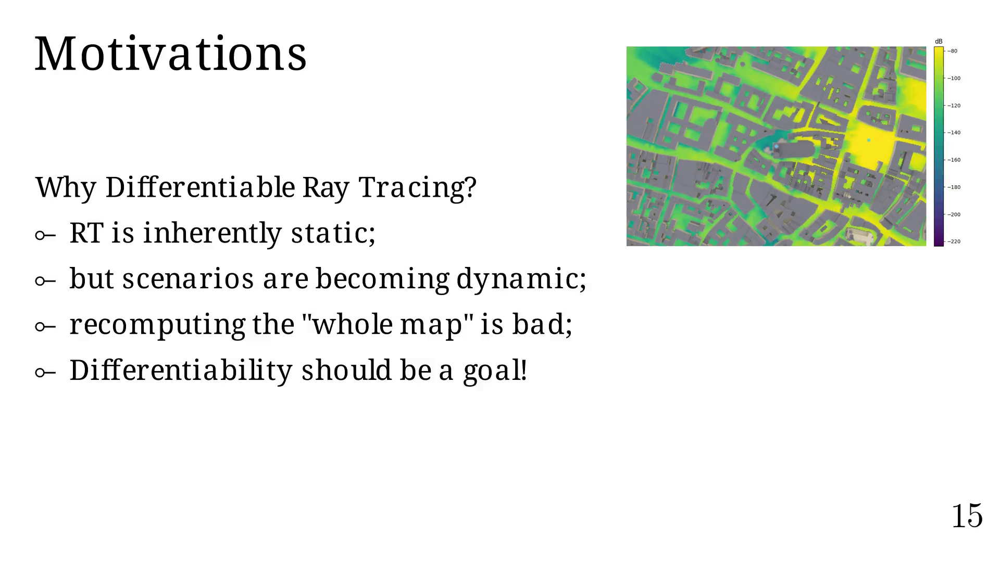 Motivations
Why Differentiable Ray Tracing?
RT is inherently static;
but scenarios are becoming dynamic;
recomputing the "whole map" is bad;
Differentiability should be a goal!
dB
−80
−100
−120
−140
−160
−180
−200
−220
15